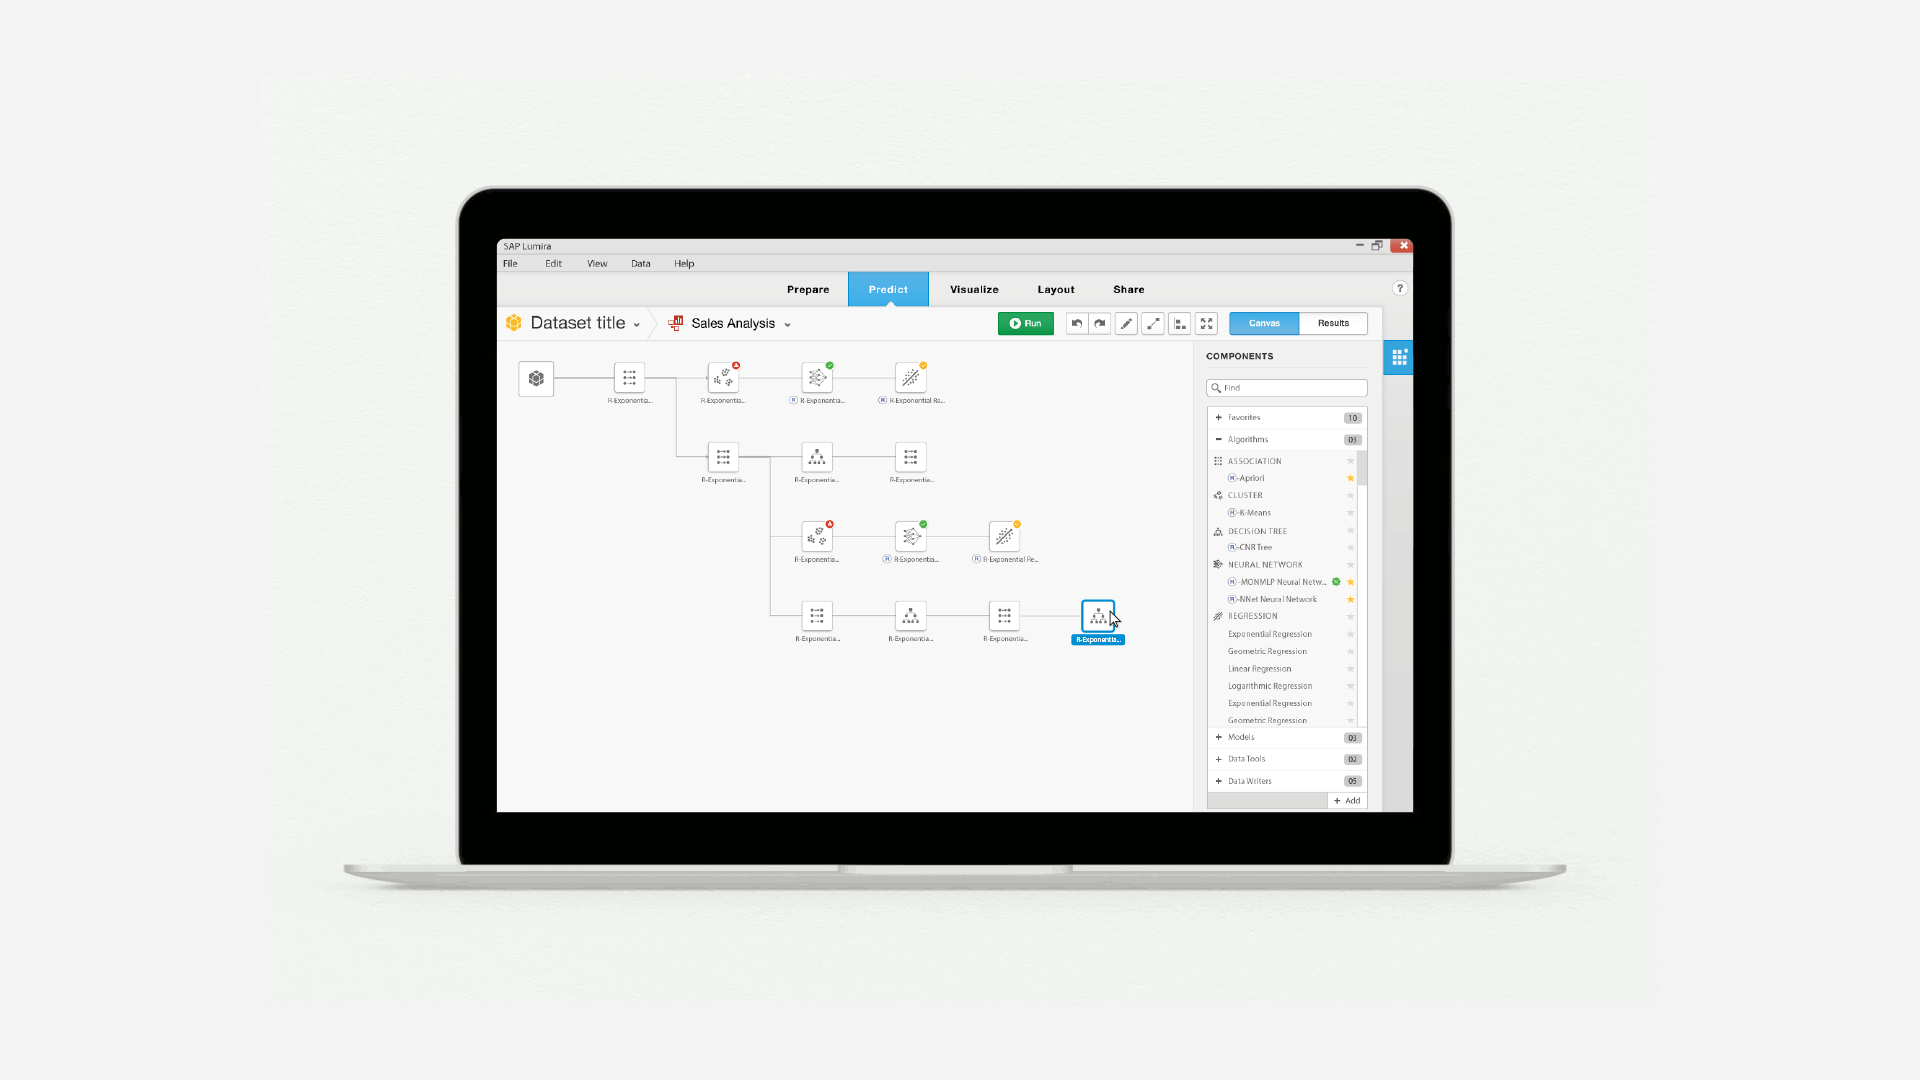 SAP Lumira
File Edit View Data Help
Prepare Predict Visualize Layout Share ?
Dataset title Sales Analysis Run Canvas Results
COMPONENTS
Find
R-Exponentia... R-Exponentia... R R-Exponentia... R R-Exponential Re...
R-Exponentia... R-Exponentia... R-Exponentia...
R-Exponentia... R R-Exponentia... R R-Exponential Re...
R-Exponentia... R-Exponentia... R-Exponentia... R-Exponentia...
+ Favorites 10
- Algorithms 03
ASSOCIATION
R-Apriori
CLUSTER
R-K-Means
DECISION TREE
R-CNR Tree
NEURAL NETWORK
R-MONMLP Neural Netw...
R-NNet Neural Network
REGRESSION
Exponential Regression
Geometric Regression
Linear Regression
Logarithmic Regression
Exponential Regression
Geometric Regression
+ Models 03
+ Data Tools 02
+ Data Writers 05
+ Add